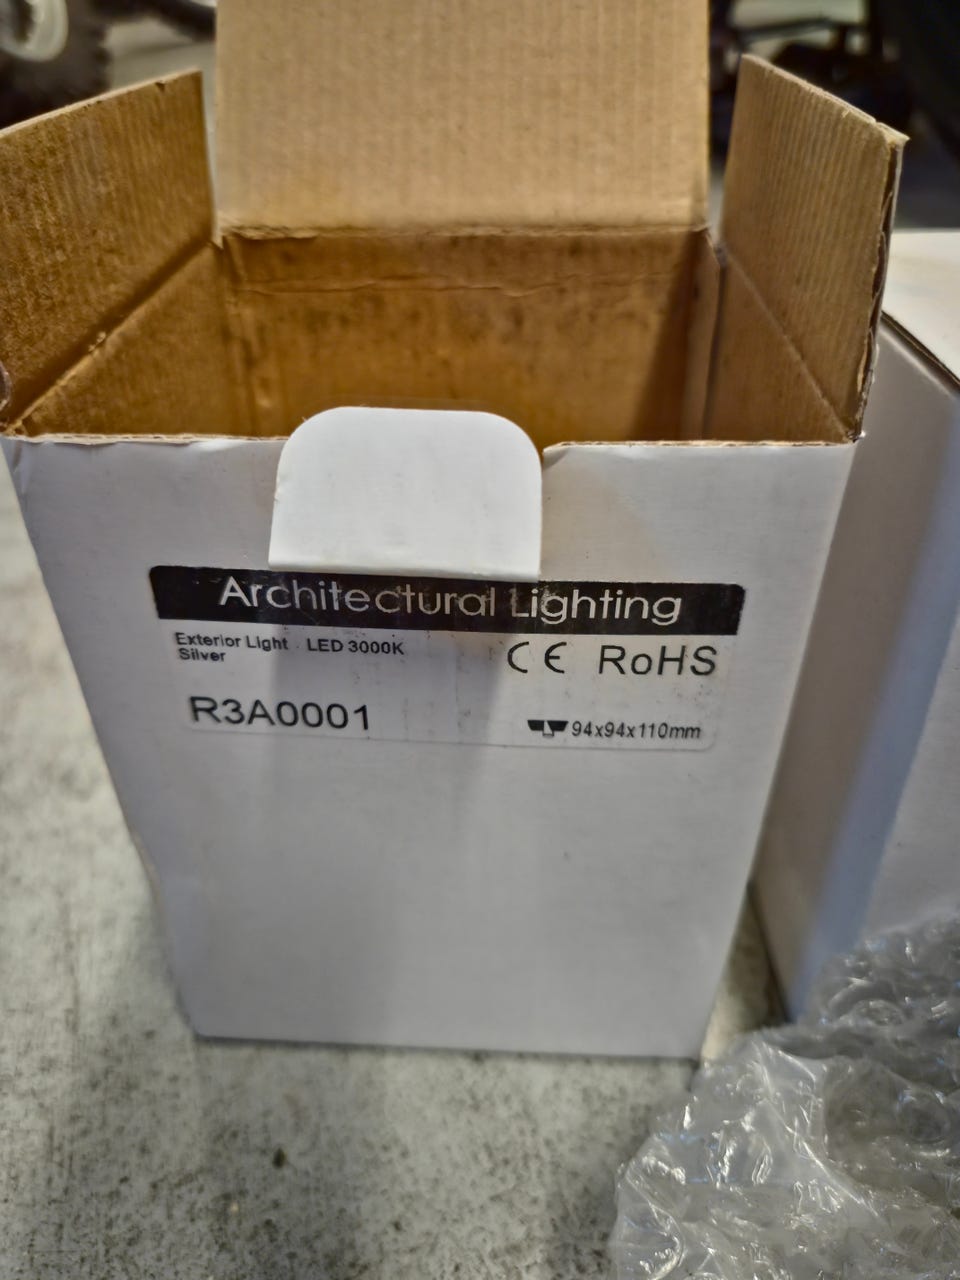 Architectural Lighting
Exterior Light LED 3000K
Silver
CE RoHS
R3A0001
94x94x110mm